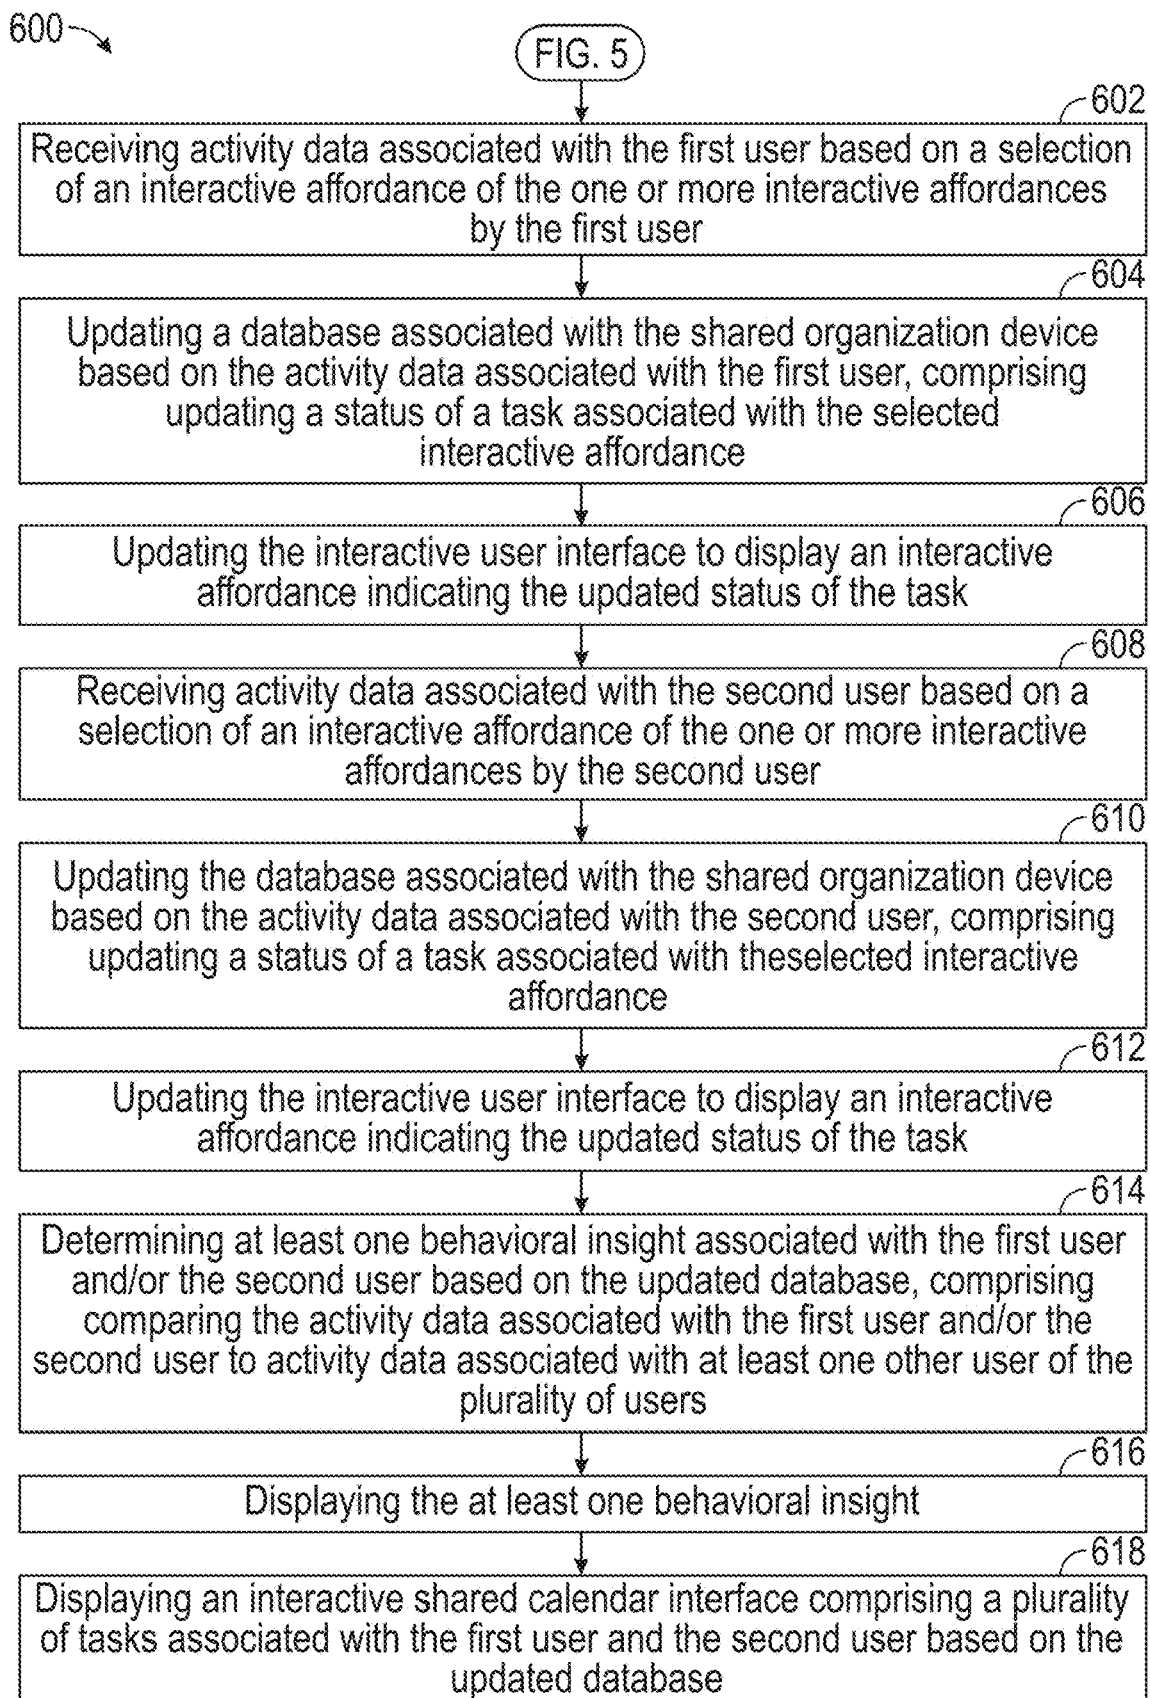 600
FIG. 5
602
Receiving activity data associated with the first user based on a selection
of an interactive affordance of the one or more interactive affordances
by the first user
604
Updating a database associated with the shared organization device
based on the activity data associated with the first user, comprising
updating a status of a task associated with the selected
interactive affordance
606
Updating the interactive user interface to display an interactive
affordance indicating the updated status of the task
608
Receiving activity data associated with the second user based on a
selection of an interactive affordance of the one or more interactive
affordances by the second user
610
Updating the database associated with the shared organization device
based on the activity data associated with the second user, comprising
updating a status of a task associated with theselected interactive
affordance
612
Updating the interactive user interface to display an interactive
affordance indicating the updated status of the task
614
Determining at least one behavioral insight associated with the first user
and/or the second user based on the updated database, comprising
comparing the activity data associated with the first user and/or the
second user to activity data associated with at least one other user of the
plurality of users
616
Displaying the at least one behavioral insight
618
Displaying an interactive shared calendar interface comprising a plurality
of tasks associated with the first user and the second user based on the
updated database